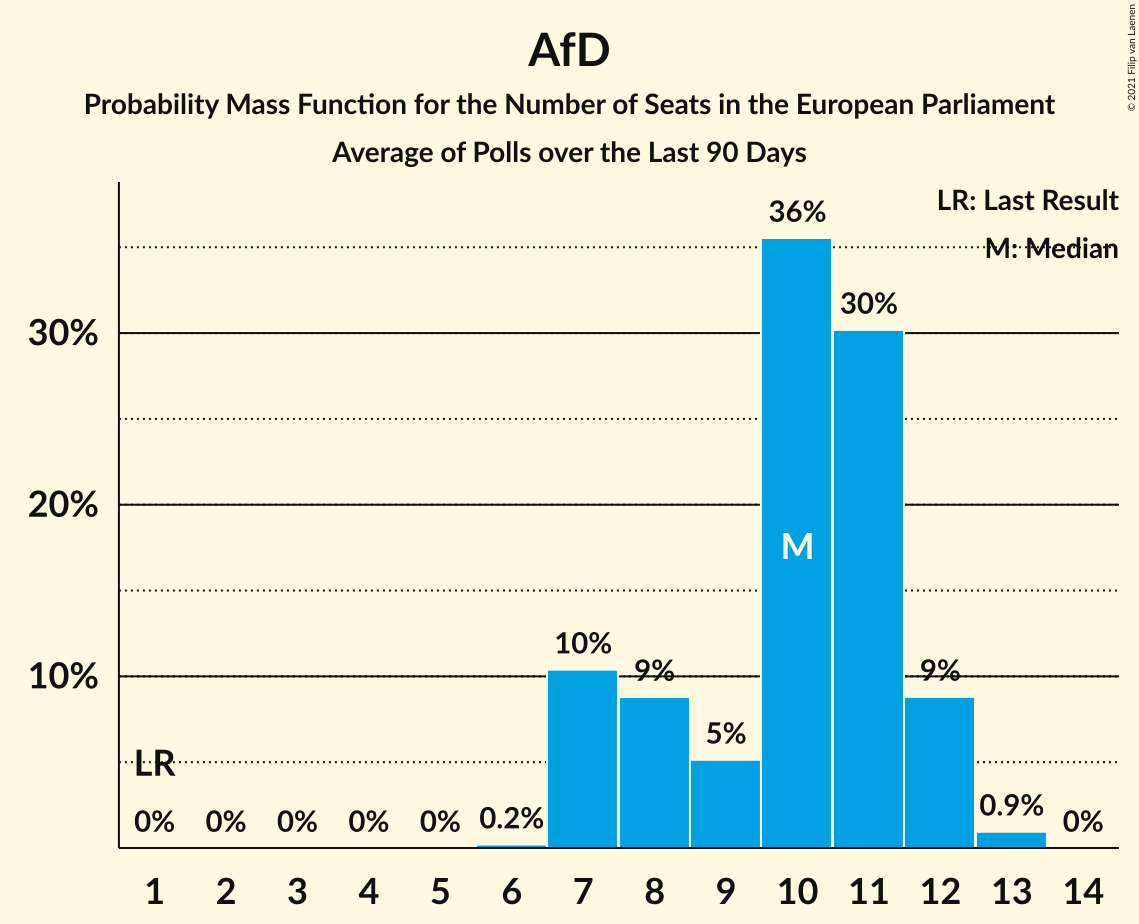 AfD
Probability Mass Function for the Number of Seats in the European Parliament
Average of Polls over the Last 90 Days
© 2021 Filip van Laenen
LR: Last Result
M: Median
36%
30%
30%
20%
M
10%
10%
9%
9%
5%
LR
0%
0%
0%
0%
0%
0.2%
0.9%
0%
1 2 3 4 5 6 7 8 9 10 11 12 13 14